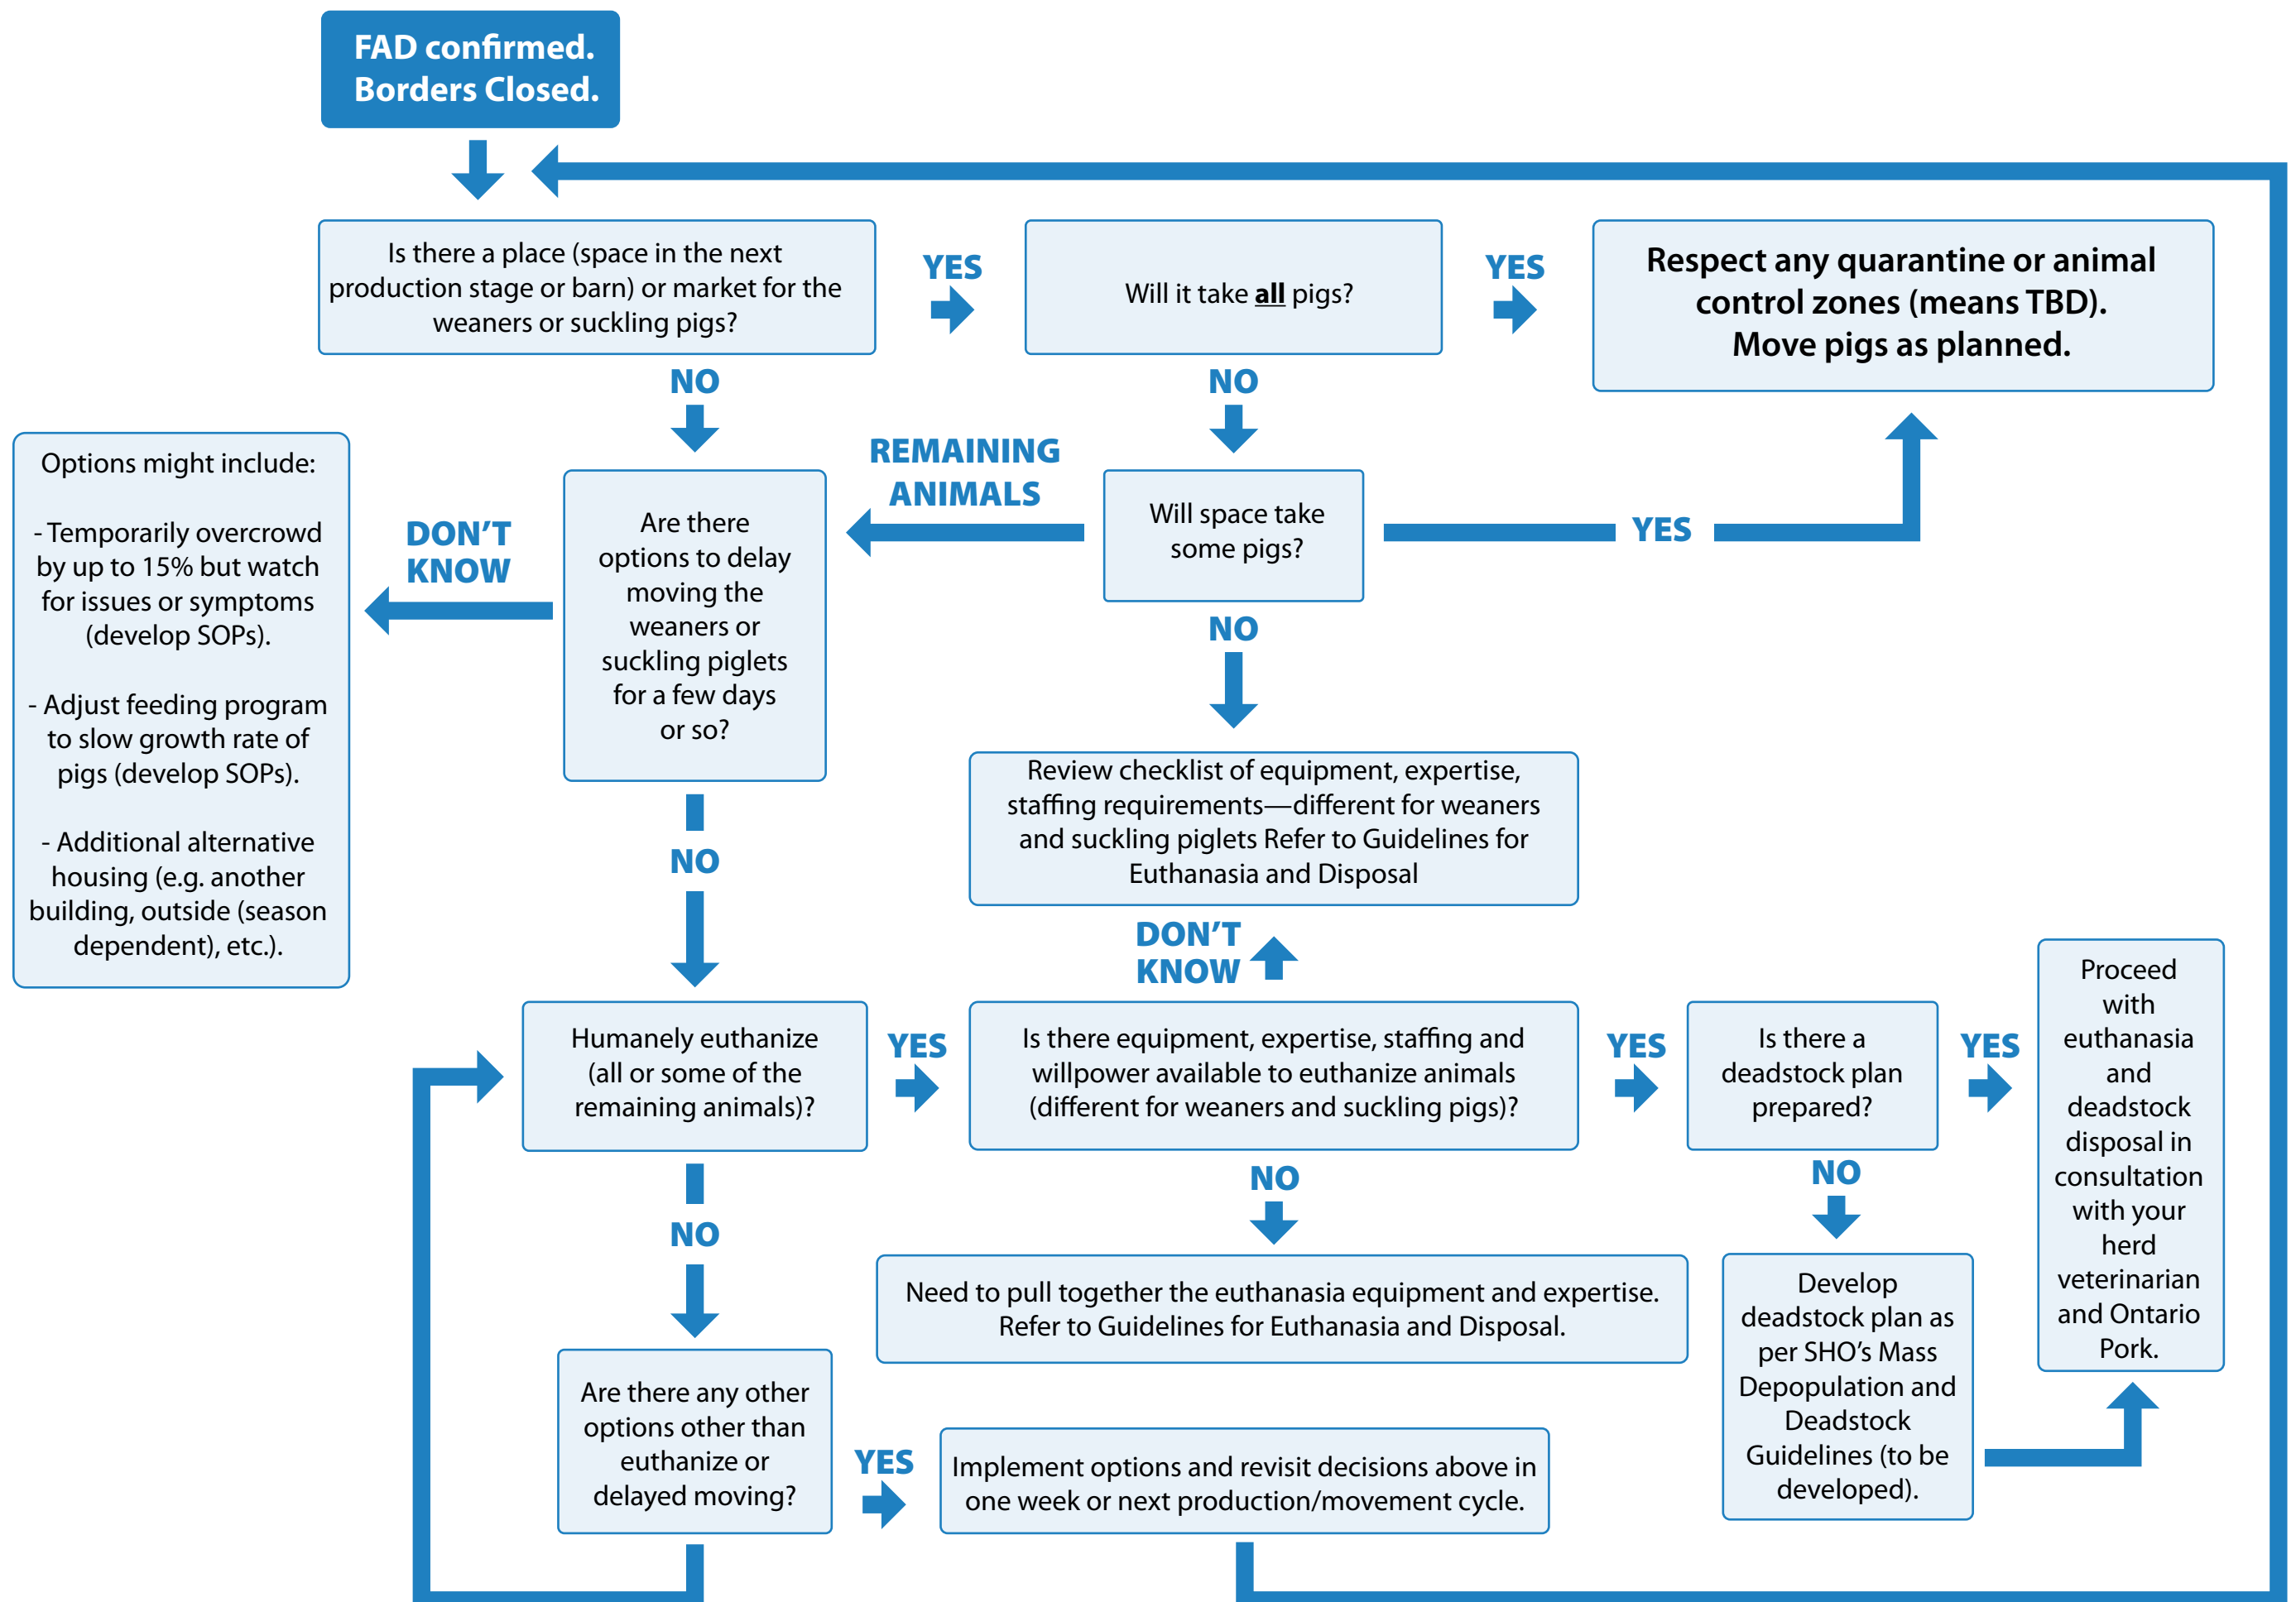 FAD confirmed.
Borders Closed.
Is there a place (space in the next
production stage or barn) or market for the
weaners or suckling pigs?
YES
Will it take all pigs?
YES
Respect any quarantine or animal
control zones (means TBD).
Move pigs as planned.
NO
NO
Options might include:
- Temporarily overcrowd
by up to 15% but watch
for issues or symptoms
(develop SOPs).
- Adjust feeding program
to slow growth rate of
pigs (develop SOPs).
- Additional alternative
housing (e.g. another
building, outside (season
dependent), etc.).
DON'T
KNOW
Are there
options to delay
moving the
weaners or
suckling piglets
for a few days
or so?
REMAINING
ANIMALS
Will space take
some pigs?
YES
NO
Review checklist of equipment, expertise,
staffing requirements—different for weaners
and suckling piglets Refer to Guidelines for
Euthanasia and Disposal
NO
DON'T
KNOW
Humanely euthanize
(all or some of the
remaining animals)?
YES
Is there equipment, expertise, staffing and
willpower available to euthanize animals
(different for weaners and suckling pigs)?
YES
Is there a
deadstock plan
prepared?
YES
Proceed
with
euthanasia
and
deadstock
disposal in
consultation
with your
herd
veterinarian
and Ontario
Pork.
NO
NO
NO
Need to pull together the euthanasia equipment and expertise.
Refer to Guidelines for Euthanasia and Disposal.
Develop
deadstock plan as
per SHO's Mass
Depopulation and
Deadstock
Guidelines (to be
developed).
Are there any other
options other than
euthanize or
delayed moving?
YES
Implement options and revisit decisions above in
one week or next production/movement cycle.